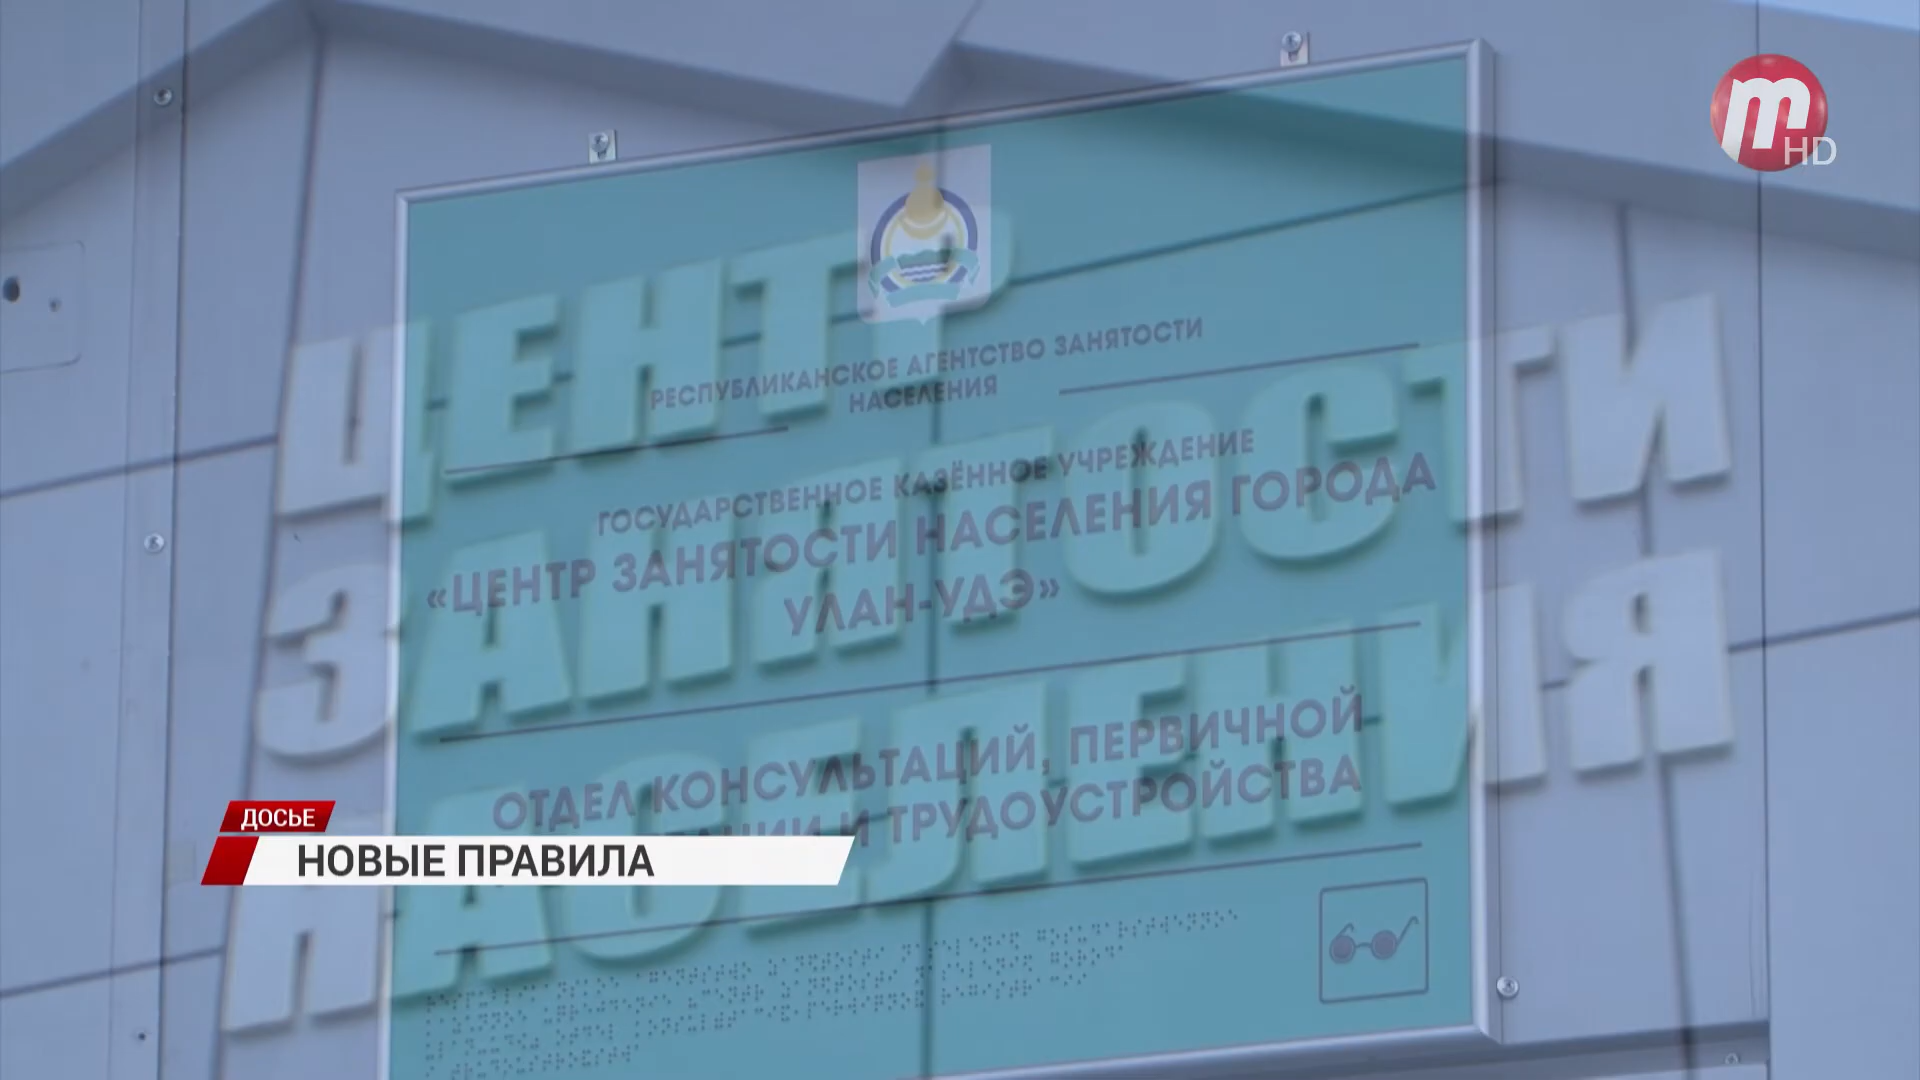 HD
ЦЕНТР
ЗАНЯТОСТИ
НАСЕЛЕНИЯ
РЕСПУБЛИКАНСКОЕ АГЕНТСТВО ЗАНЯТОСТИ
НАСЕЛЕНИЯ
ГОСУДАРСТВЕННОЕ КАЗЁННОЕ УЧРЕЖДЕНИЕ
«ЦЕНТР ЗАНЯТОСТИ НАСЕЛЕНИЯ ГОРОДА
УЛАН-УДЭ»
ОТДЕЛ КОНСУЛЬТАЦИЙ, ПЕРВИЧНОЙ
И ТРУДОУСТРОЙСТВА
ДОСЬЕ
НОВЫЕ ПРАВИЛА